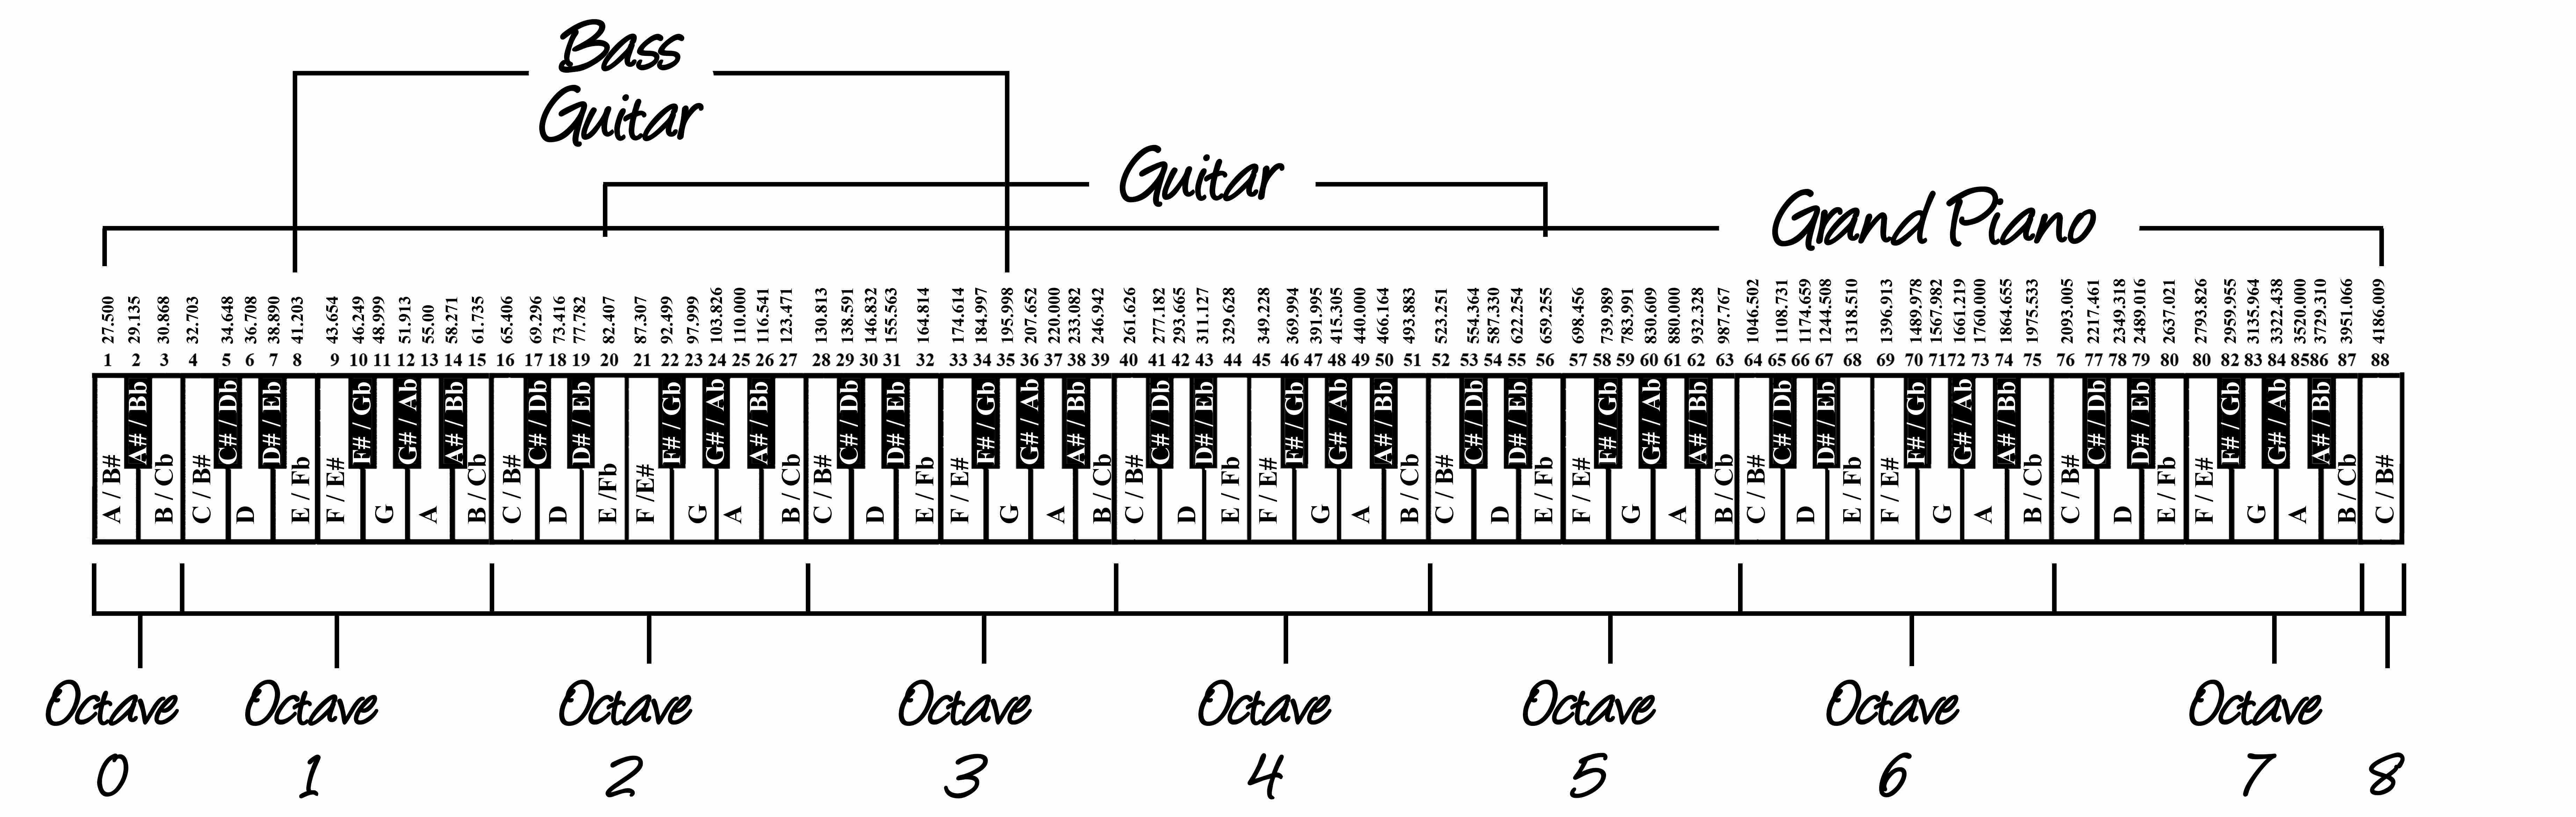 Bass
Guitar
Guitar
Grand Piano
27.500 29.135 30.868 32.703 34.648 36.708 38.890 41.203 43.654 46.249 48.999 51.913 55.00 58.271 61.735 65.406 69.296 73.416 77.782 82.407 87.307 92.499 97.999 103.826 110.000 116.541 123.471 130.813 138.591 146.832 155.563 164.814 174.614 184.997 195.998 207.652 220.000 233.082 246.942 261.626 277.182 293.665 311.127 329.628 349.228 369.994 391.995 415.305 440.000 466.164 493.883 523.251 554.364 587.330 622.254 659.255 698.456 739.989 783.991 830.609 880.000 932.328 987.767 1046.502 1108.731 1174.659 1244.508 1318.510 1396.913 1489.978 1567.982 1661.219 1760.000 1864.655 1975.533 2093.005 2217.461 2349.318 2489.016 2637.021 2793.826 2959.955 3135.964 3322.438 3520.000 3729.310 3951.066 4186.009
1 2 3 4 5 6 7 8 9 10 11 12 13 14 15 16 17 18 19 20 21 22 23 24 25 26 27 28 29 30 31 32 33 34 35 36 37 38 39 40 41 42 43 44 45 46 47 48 49 50 51 52 53 54 55 56 57 58 59 60 61 62 63 64 65 66 67 68 69 70 71 72 73 74 75 76 77 78 79 80 80 82 83 84 85 86 87 88
A# / Bb C# / Db D# / Eb F# / Gb G# / Ab A# / Bb C# / Db D# / Eb F# / Gb G# / Ab A# / Bb C# / Db D# / Eb F# / Gb G# / Ab A# / Bb C# / Db D# / Eb F# / Gb G# / Ab A# / Bb C# / Db D# / Eb F# / Gb G# / Ab A# / Bb C# / Db D# / Eb F# / Gb G# / Ab A# / Bb C# / Db D# / Eb F# / Gb G# / Ab A# / Bb
A / B# B / Cb C / B# D E / Fb F / E# G A B / Cb C / B# D E /Fb F /E# G A B / Cb C / B# D E / Fb F / E# G A B / Cb C / B# D E / Fb F / E# G A B / Cb C / B# D E / Fb F / E# G A B / Cb C / B# D E / Fb F / E# G A B / Cb C / B# D E / Fb F / E# G A B / Cb C / B#
Octave Octave Octave Octave Octave Octave Octave Octave
0 1 2 3 4 5 6 7 8